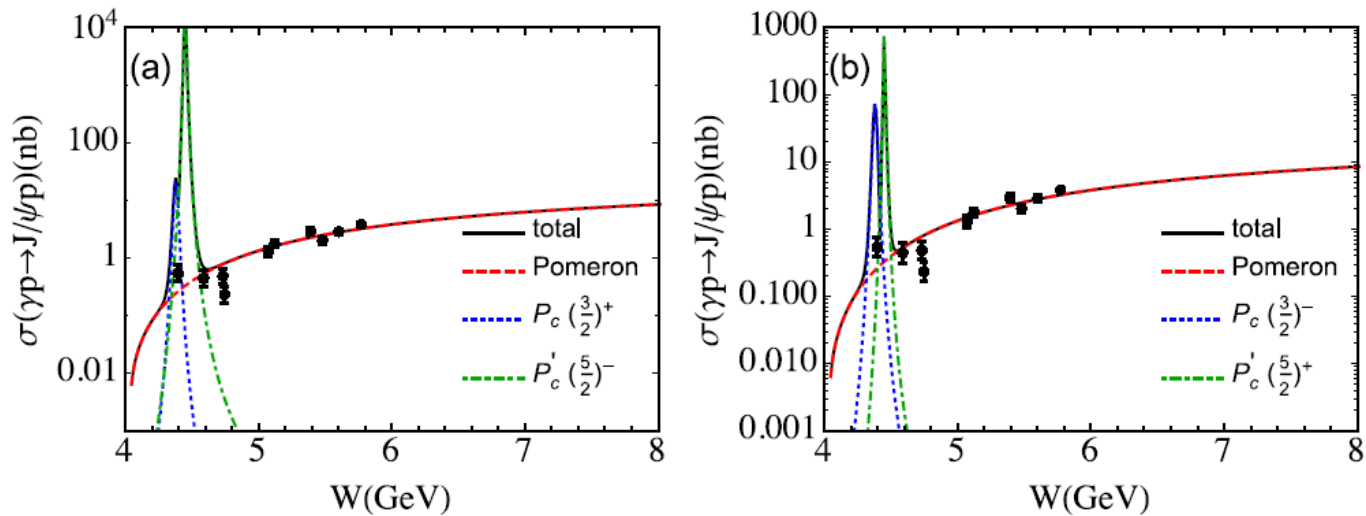 (a)
σ(γp→J/ψp)(nb)
10⁴
100
1
0.01
4 5 6 7 8
W(GeV)
total
Pomeron
P_c (3/2)⁺
P'_c (5/2)⁻
(b)
σ(γp→J/ψp)(nb)
1000
100
10
1
0.100
0.010
0.001
4 5 6 7 8
W(GeV)
total
Pomeron
P_c (3/2)⁻
P'_c (5/2)⁺